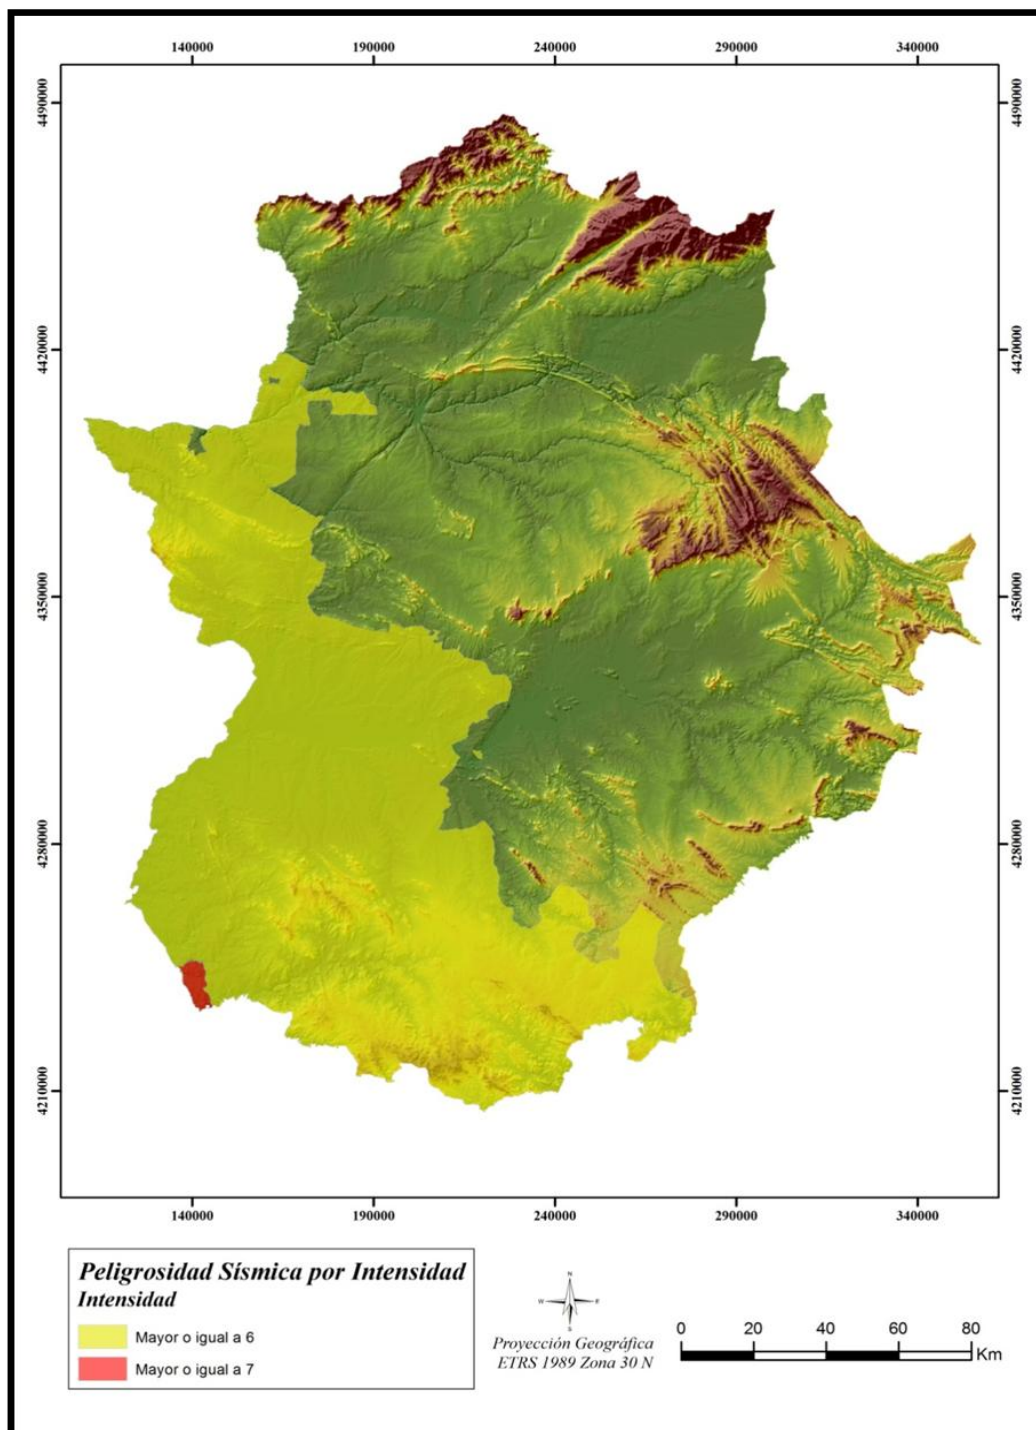 140000 190000 240000 290000 340000
4490000 4490000
4420000 4420000
4350000 4350000
4280000 4280000
4210000 4210000
140000 190000 240000 290000 340000
Peligrosidad Sísmica por Intensidad
Intensidad
Mayor o igual a 6
Mayor o igual a 7
N
W E
S
Proyección Geográfica
ETRS 1989 Zona 30 N
0 20 40 60 80
Km